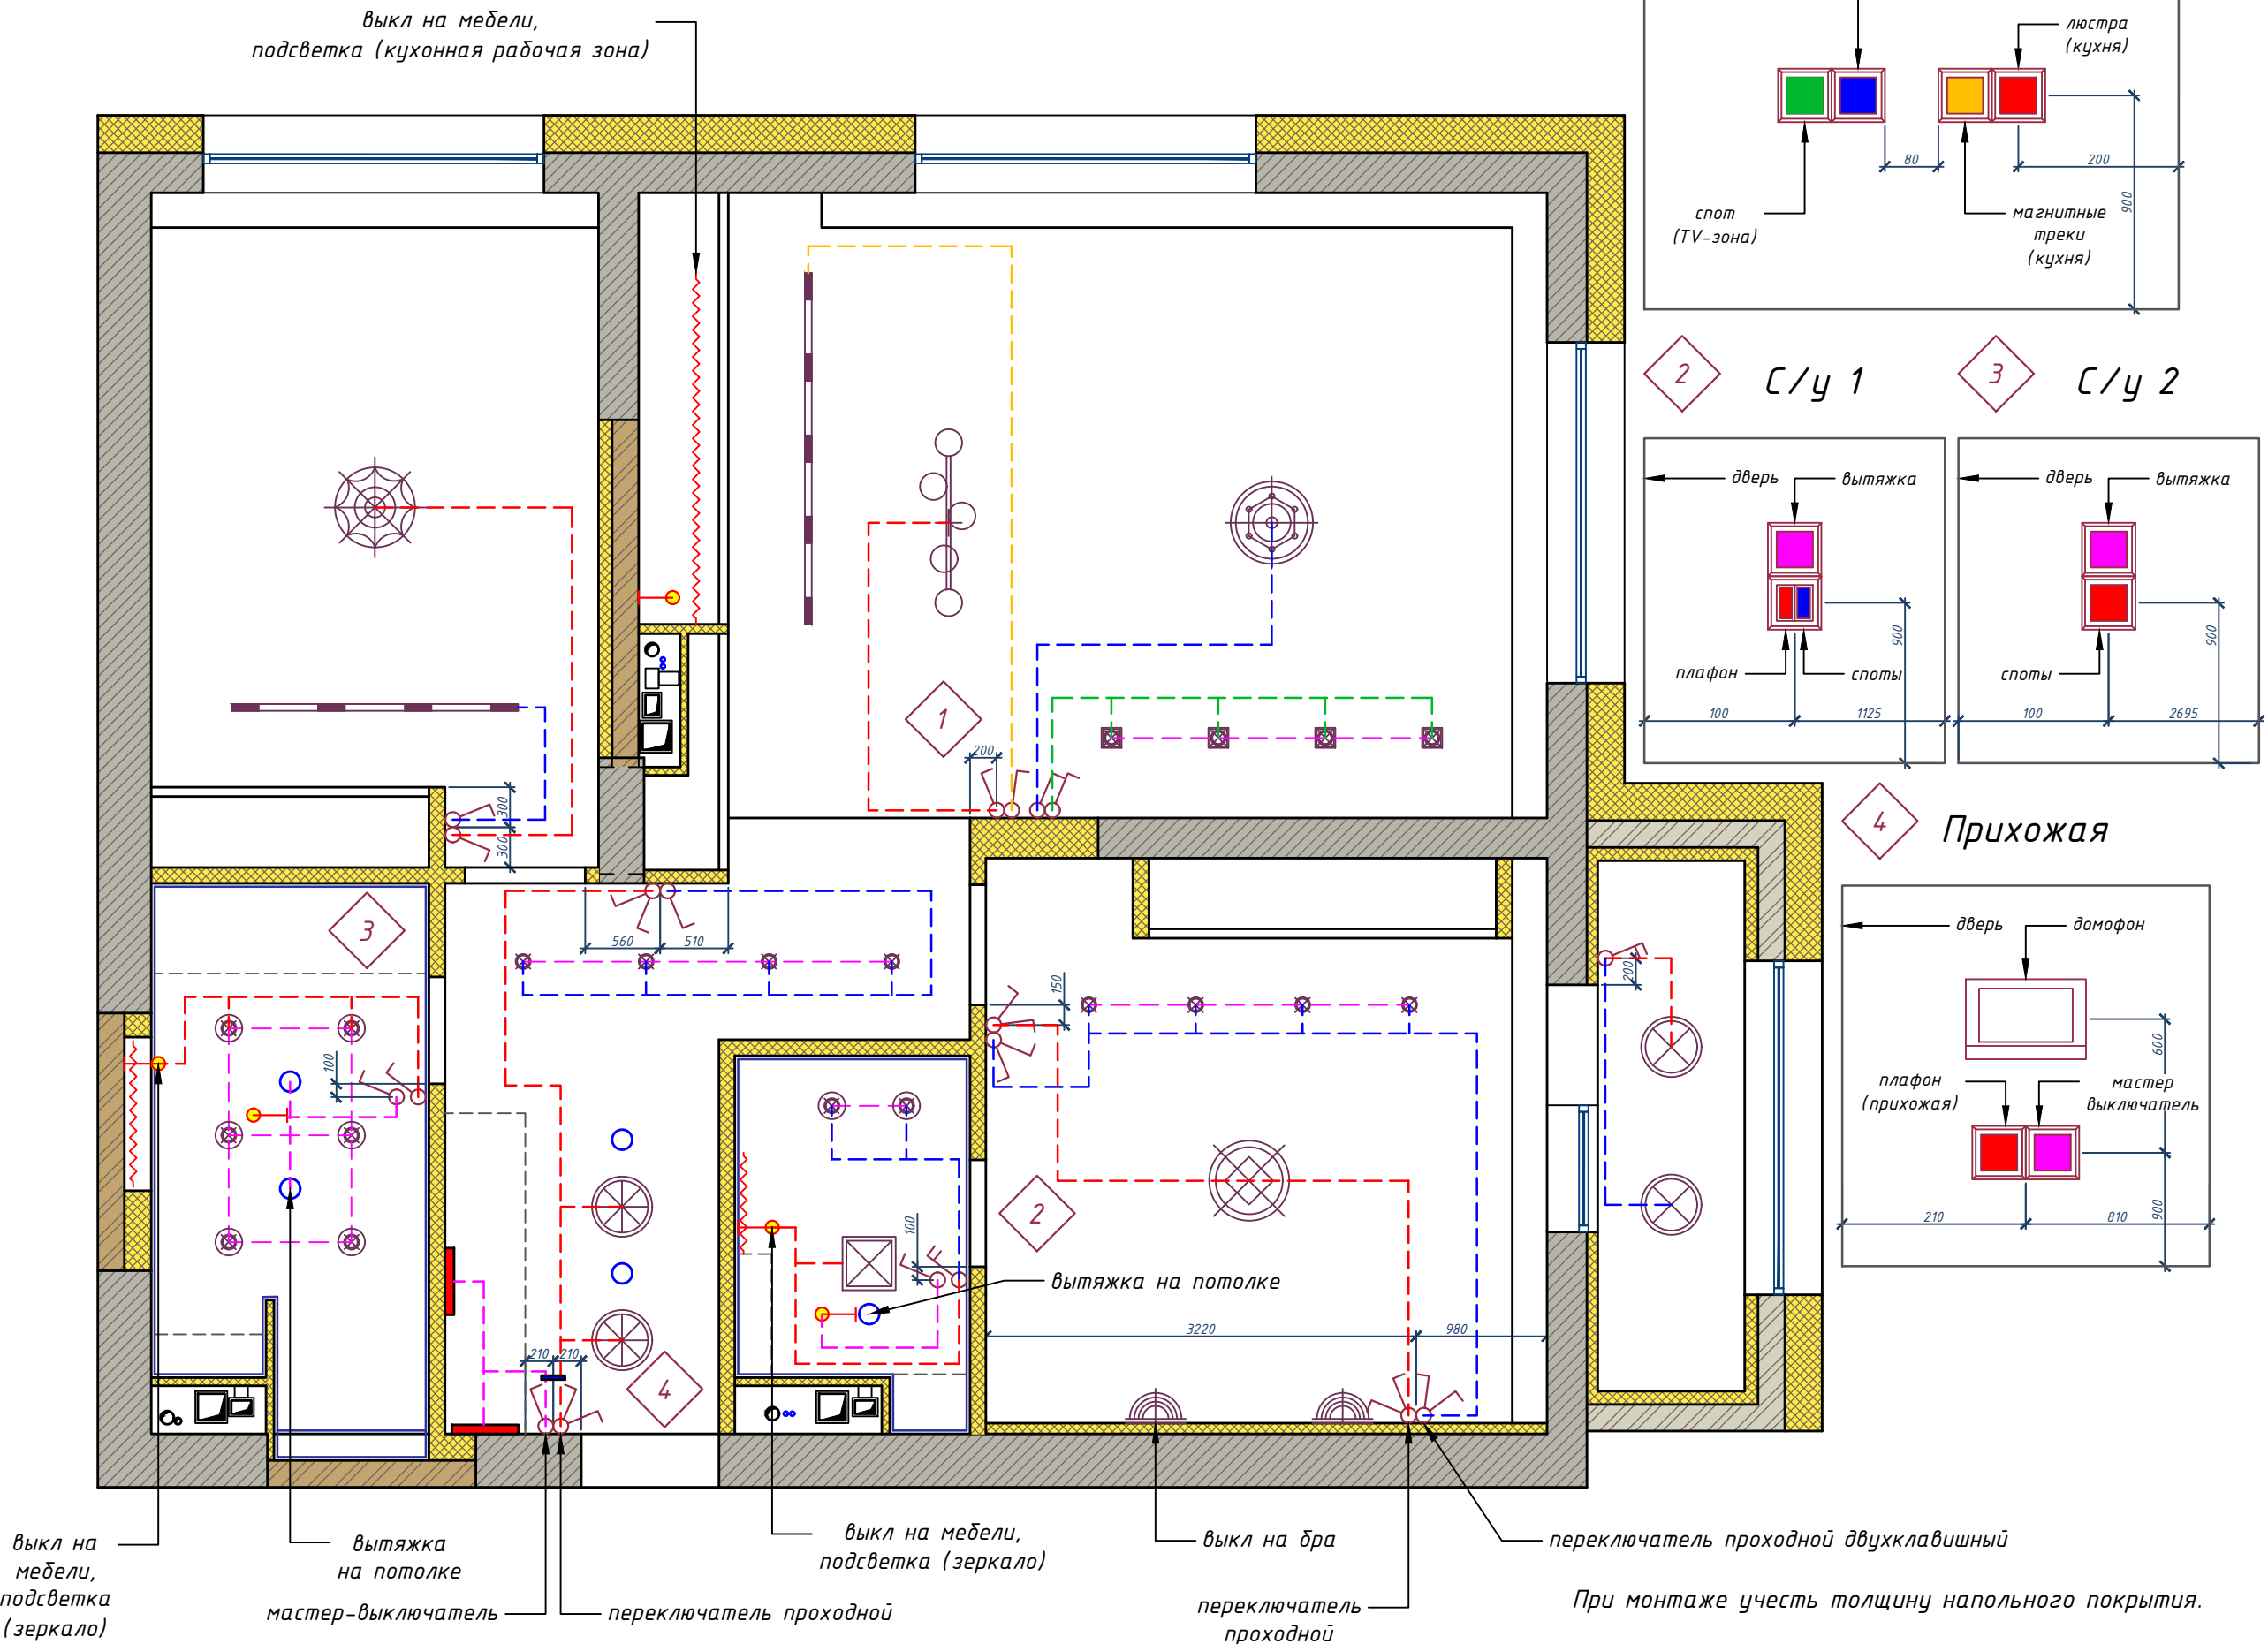 выкл на мебели,
подсветка (кухонная рабочая зона)
люстра
(кухня)
80
200
900
спот
(TV-зона)
магнитные
треки
(кухня)
2
С/у 1
3
С/у 2
дверь
вытяжка
900
плафон
споты
100
1125
дверь
вытяжка
900
споты
100
2695
4
Прихожая
дверь
домофон
600
плафон
(прихожая)
мастер
выключатель
900
210
810
1
200
300
300
3
560
510
150
200
100
2
100
вытяжка на потолке
3220
980
210
210
4
выкл на
мебели,
подсветка
(зеркало)
вытяжка
на потолке
мастер-выключатель
переключатель проходной
выкл на мебели,
подсветка (зеркало)
выкл на бра
переключатель
проходной
переключатель проходной двухклавишный
При монтаже учесть толщину напольного покрытия.